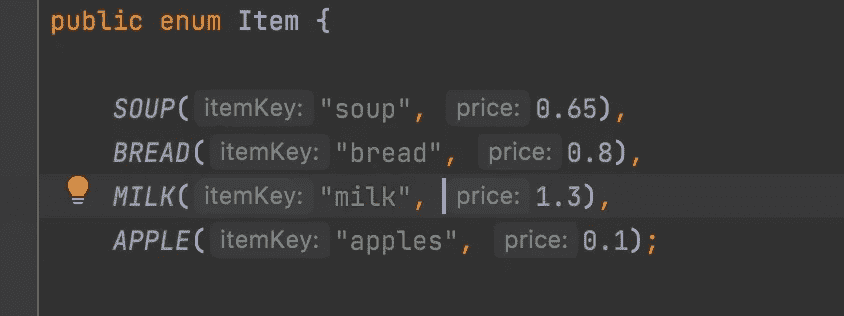 public enum Item {
SOUP( itemKey: "soup", price: 0.65),
BREAD( itemKey: "bread", price: 0.8),
MILK( itemKey: "milk", price: 1.3),
APPLE( itemKey: "apples", price: 0.1);